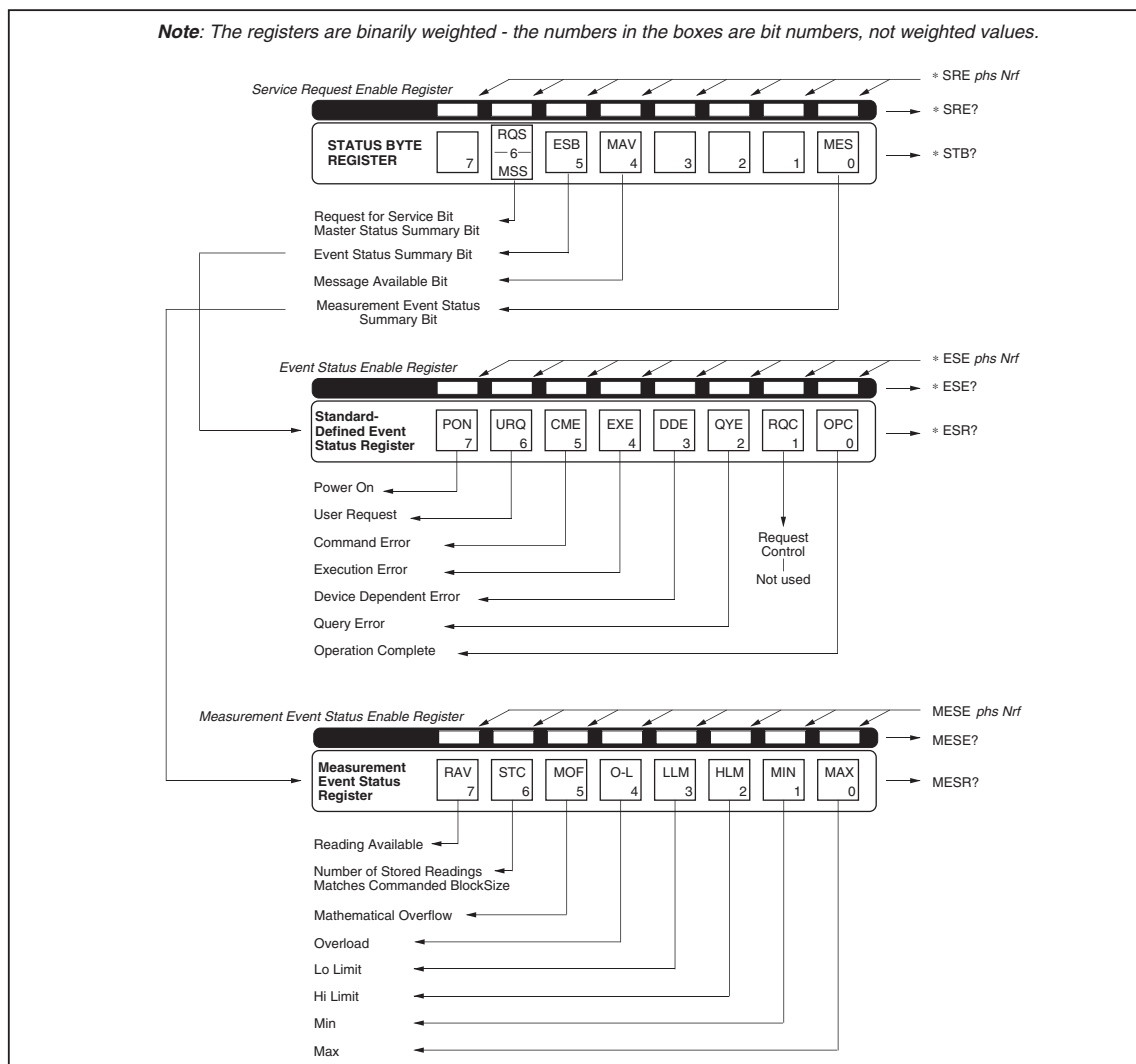 Note: The registers are binarily weighted - the numbers in the boxes are bit numbers, not weighted values.
Service Request Enable Register
∗ SRE phs Nrf
∗ SRE?
STATUS BYTE
REGISTER
7
RQS
6
MSS
ESB
5
MAV
4
3
2
1
MES
0
∗ STB?
Request for Service Bit
Master Status Summary Bit
Event Status Summary Bit
Message Available Bit
Measurement Event Status
Summary Bit
Event Status Enable Register
∗ ESE phs Nrf
∗ ESE?
Standard-
Defined Event
Status Register
PON
7
URQ
6
CME
5
EXE
4
DDE
3
QYE
2
RQC
1
OPC
0
∗ ESR?
Power On
User Request
Command Error
Execution Error
Device Dependent Error
Query Error
Operation Complete
Request
Control
Not used
Measurement Event Status Enable Register
MESE phs Nrf
MESE?
Measurement
Event Status
Register
RAV
7
STC
6
MOF
5
O-L
4
LLM
3
HLM
2
MIN
1
MAX
0
MESR?
Reading Available
Number of Stored Readings
Matches Commanded BlockSize
Mathematical Overflow
Overload
Lo Limit
Hi Limit
Min
Max